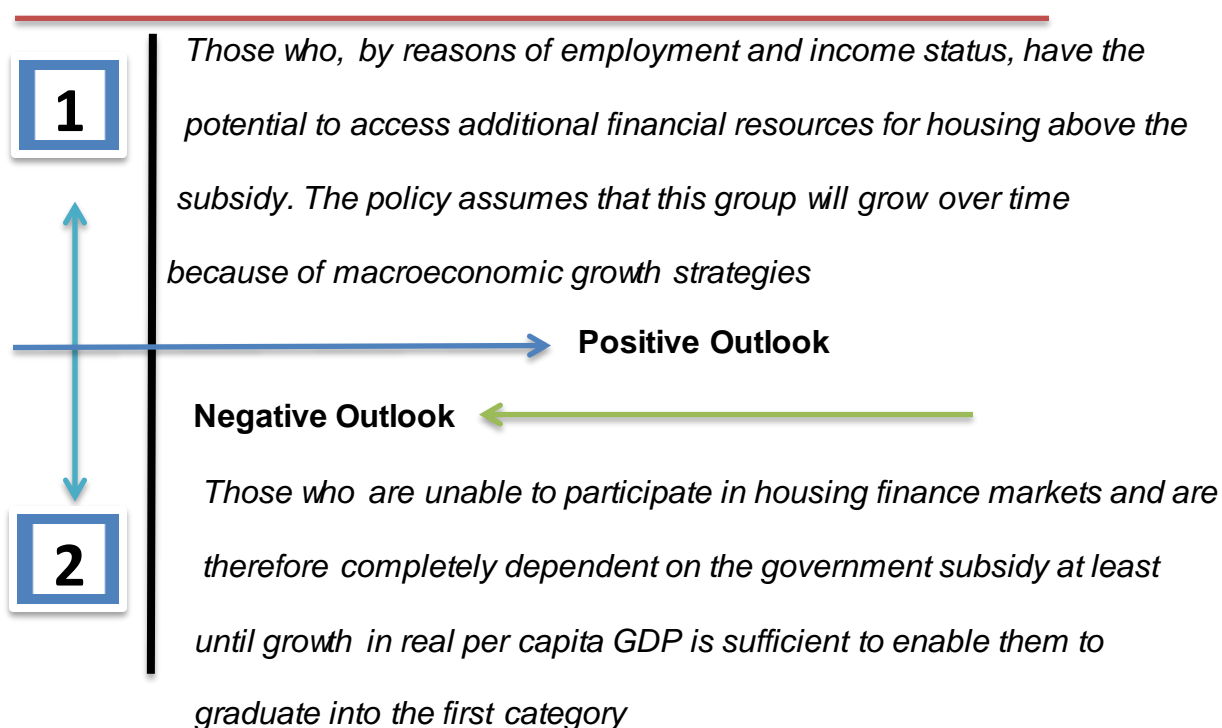 1
Those who, by reasons of employment and income status, have the
potential to access additional financial resources for housing above the
subsidy. The policy assumes that this group will grow over time
because of macroeconomic growth strategies
Positive Outlook
Negative Outlook
2
Those who are unable to participate in housing finance markets and are
therefore completely dependent on the government subsidy at least
until growth in real per capita GDP is sufficient to enable them to
graduate into the first category